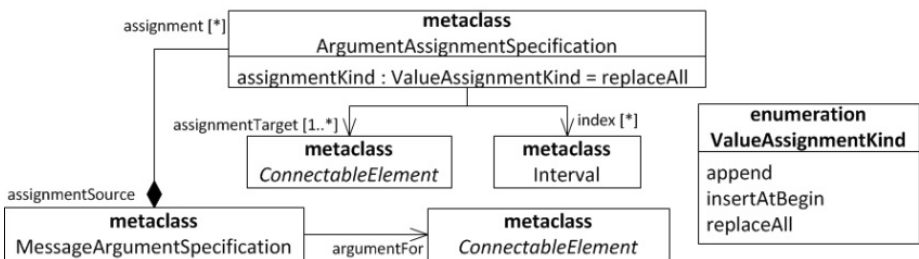 assignment [*]
metaclass
ArgumentAssignmentSpecification
assignmentKind : ValueAssignmentKind = replaceAll
assignmentTarget [1..*]
index [*]
metaclass
ConnectableElement
metaclass
Interval
enumeration
ValueAssignmentKind
append
insertAtBegin
replaceAll
assignmentSource
metaclass
MessageArgumentSpecification
argumentFor
metaclass
ConnectableElement